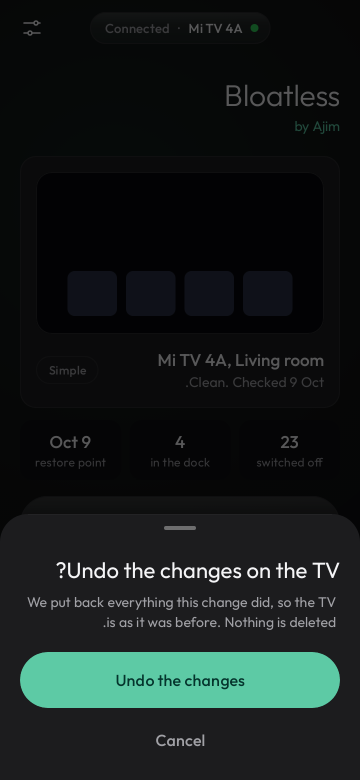 Connected · Mi TV 4A
Bloatless
by Ajim
Mi TV 4A, Living room
.Clean. Checked 9 Oct
Simple
Oct 9
restore point
4
in the dock
23
switched off
?Undo the changes on the TV
We put back everything this change did, so the TV
.is as it was before. Nothing is deleted
Undo the changes
Cancel